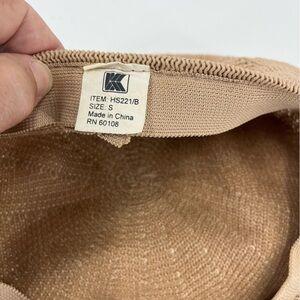 K
ITEM: HS221/B
SIZE: S
Made in China
RN 60108